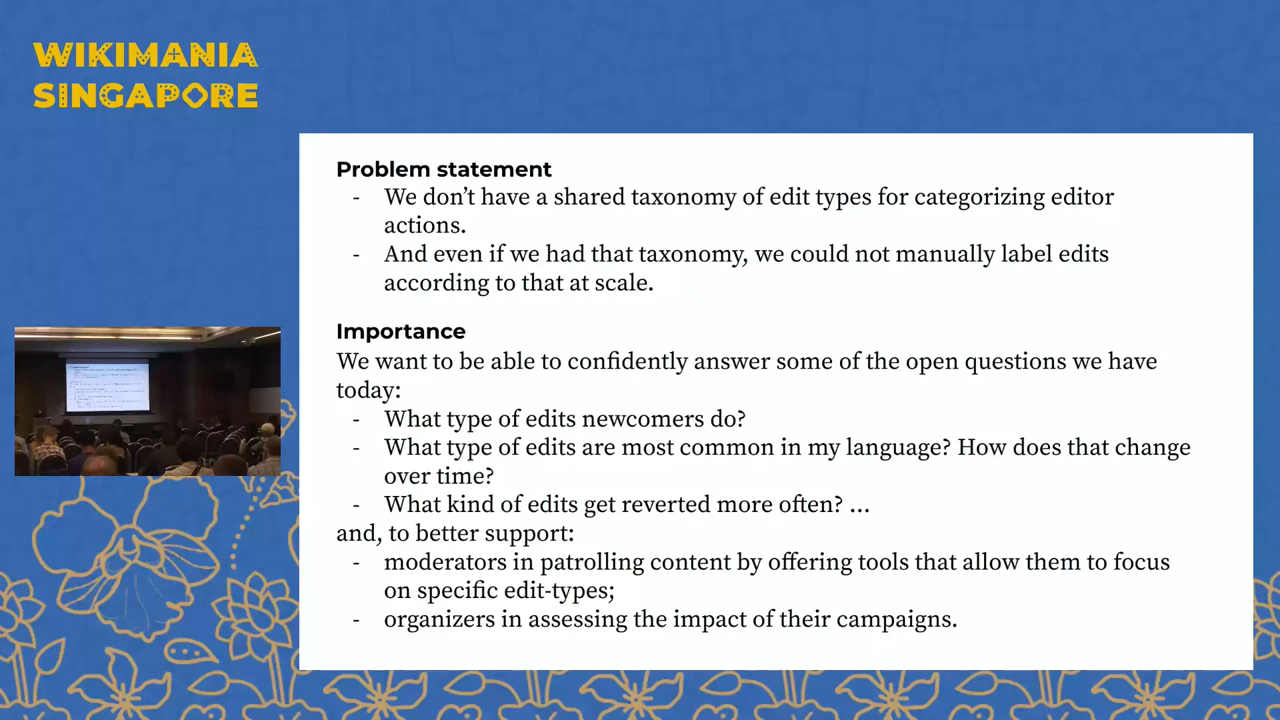 WIKIMANIA
SINGAPORE
Problem statement
- We don’t have a shared taxonomy of edit types for categorizing editor
actions.
- And even if we had that taxonomy, we could not manually label edits
according to that at scale.
Importance
We want to be able to confidently answer some of the open questions we have
today:
- What type of edits newcomers do?
- What type of edits are most common in my language? How does that change
over time?
- What kind of edits get reverted more often? ...
and, to better support:
- moderators in patrolling content by offering tools that allow them to focus
on specific edit-types;
- organizers in assessing the impact of their campaigns.